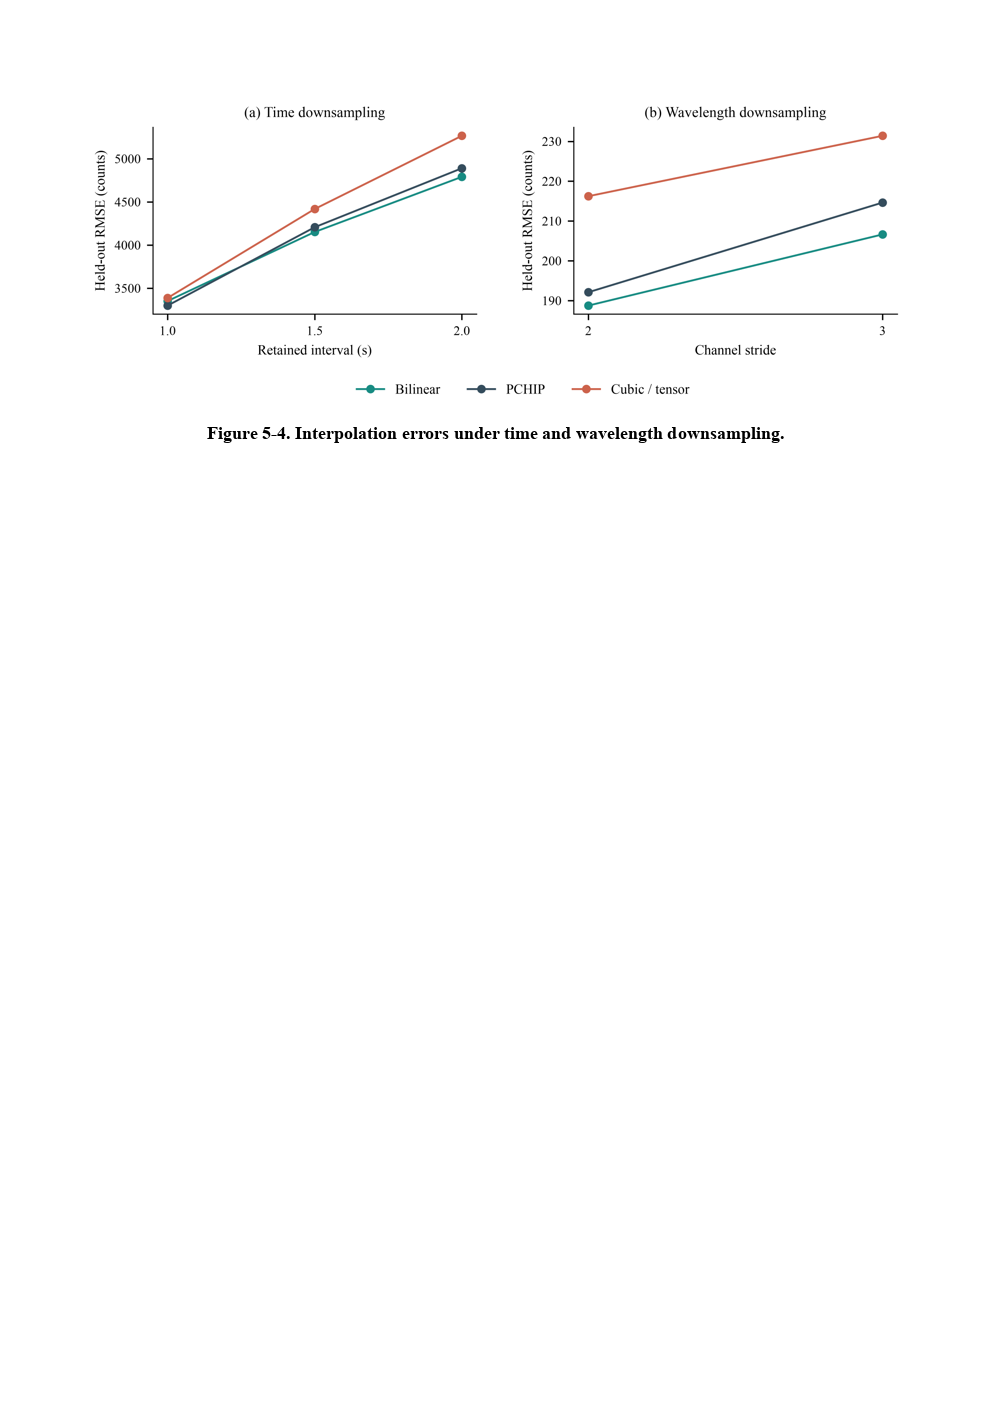 (a) Time downsampling
Held-out RMSE (counts)
5000
4500
4000
3500
1.0 1.5 2.0
Retained interval (s)
(b) Wavelength downsampling
Held-out RMSE (counts)
230
220
210
200
190
2 3
Channel stride
Bilinear PCHIP Cubic / tensor
Figure 5-4. Interpolation errors under time and wavelength downsampling.